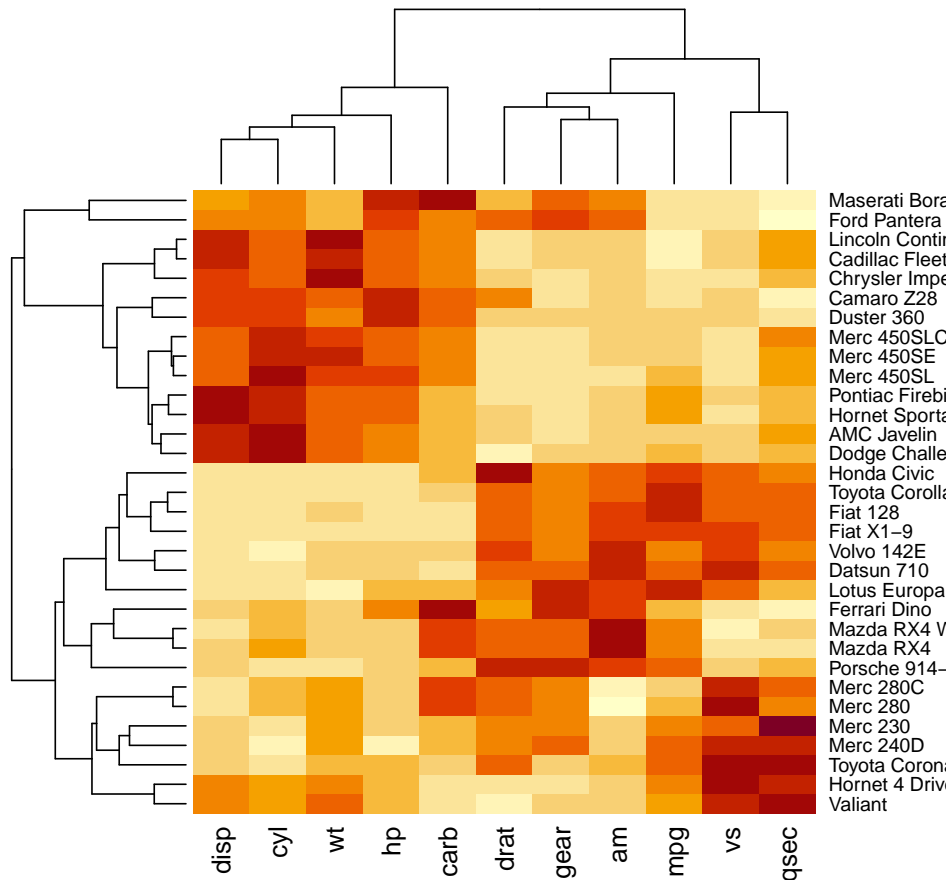 Maserati Bora
Ford Pantera
Lincoln Contin
Cadillac Fleet
Chrysler Impe
Camaro Z28
Duster 360
Merc 450SLC
Merc 450SE
Merc 450SL
Pontiac Firebi
Hornet Sporta
AMC Javelin
Dodge Challe
Honda Civic
Toyota Corolla
Fiat 128
Fiat X1−9
Volvo 142E
Datsun 710
Lotus Europa
Ferrari Dino
Mazda RX4 W
Mazda RX4
Porsche 914−
Merc 280C
Merc 280
Merc 230
Merc 240D
Toyota Corona
Hornet 4 Drive
Valiant
disp cyl wt hp carb drat gear am mpg vs qsec